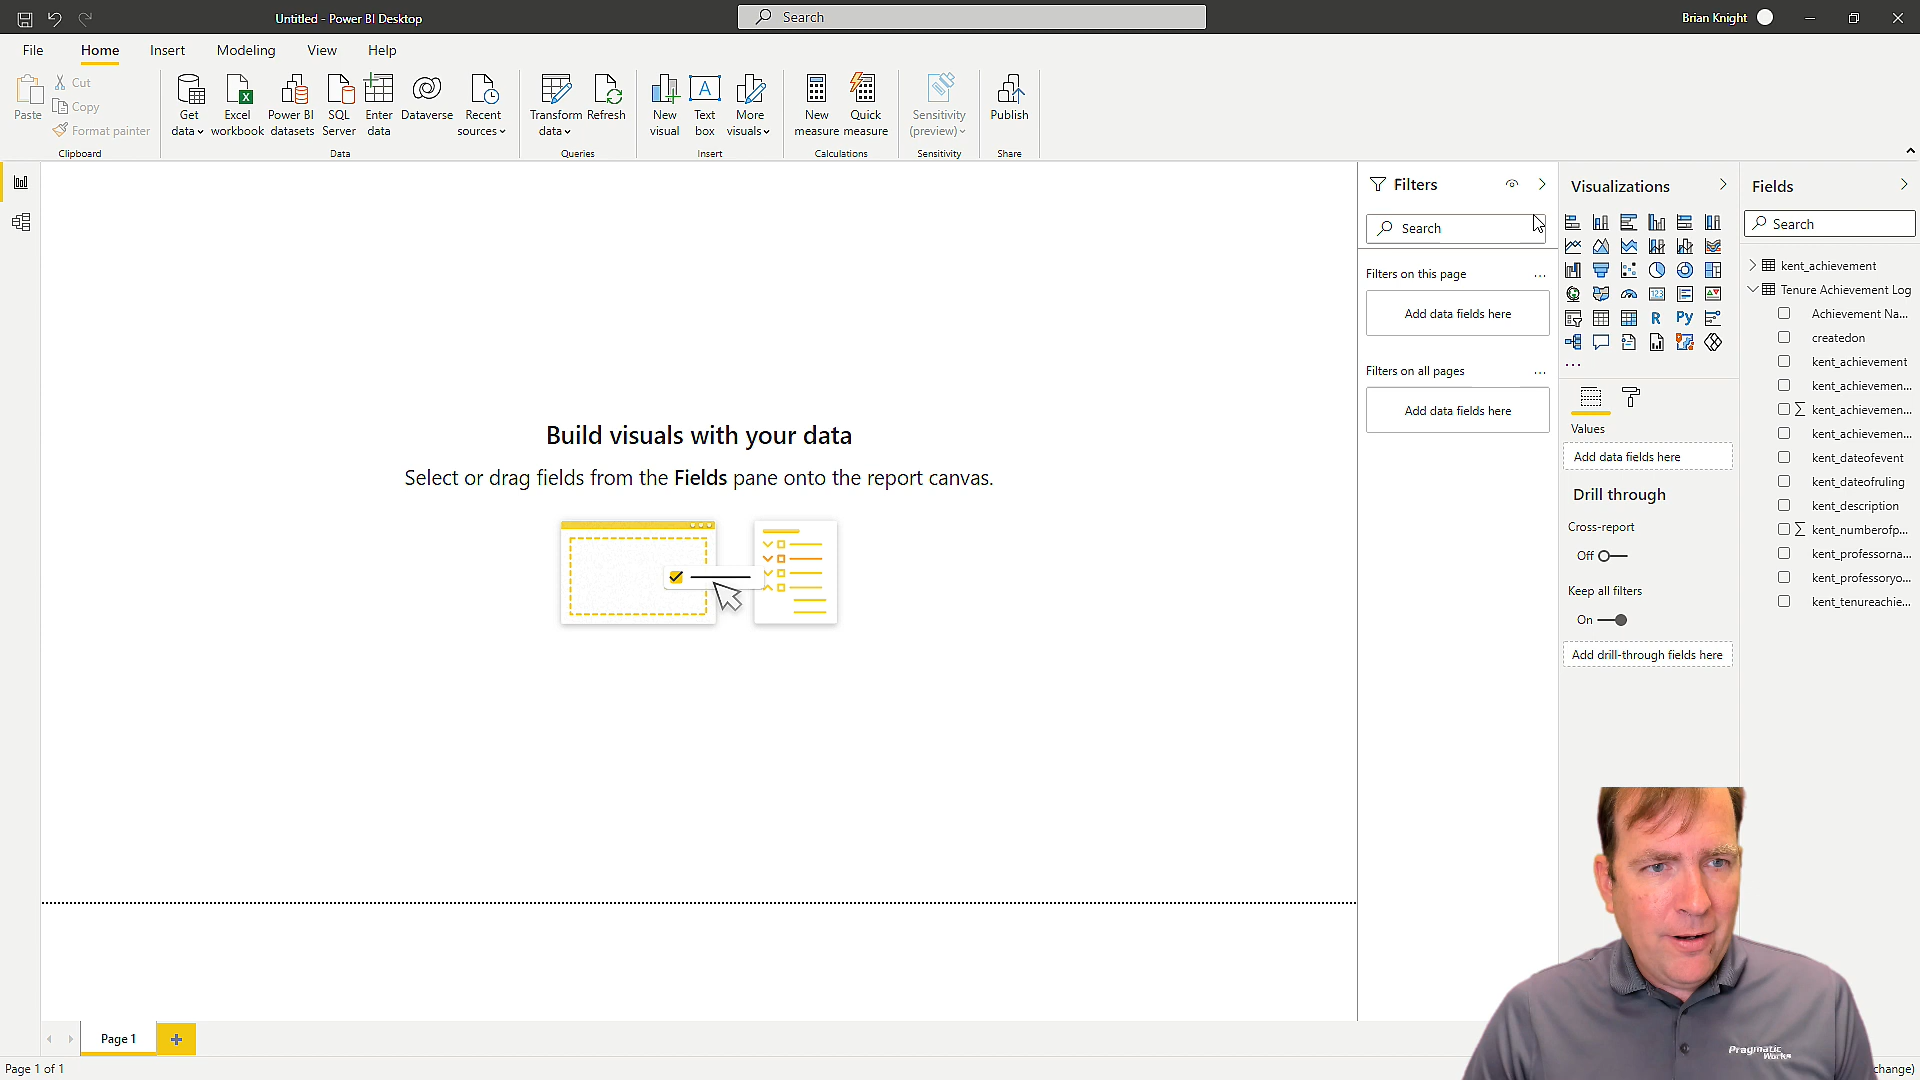 Untitled - Power BI Desktop
Search
Brian Knight
File
Home
Insert
Modeling
View
Help
Paste
Cut
Copy
Format painter
Clipboard
Get data
Excel workbook
Power BI datasets
SQL Server
Enter data
Dataverse
Recent sources
Data
Transform data
Refresh
Queries
New visual
A
Text box
More visuals
Insert
New measure
Quick measure
Calculations
Sensitivity (preview)
Sensitivity
Publish
Share
Build visuals with your data
Select or drag fields from the Fields pane onto the report canvas.
Filters
Search
Filters on this page
...
Add data fields here
Filters on all pages
...
Add data fields here
Visualizations
123
R
Py
...
Values
Add data fields here
Drill through
Cross-report
Off
Keep all filters
On
Add drill-through fields here
Fields
Search
kent_achievement
Tenure Achievement Log
Achievement Na...
createdon
kent_achievement
kent_achievemen...
Σ kent_achievemen...
kent_achievemen...
kent_dateofevent
kent_dateofruling
kent_description
Σ kent_numberofp...
kent_professorna...
kent_professoryo...
kent_tenureachie...
Pragmatic
Works
Page 1
Page 1 of 1
change)